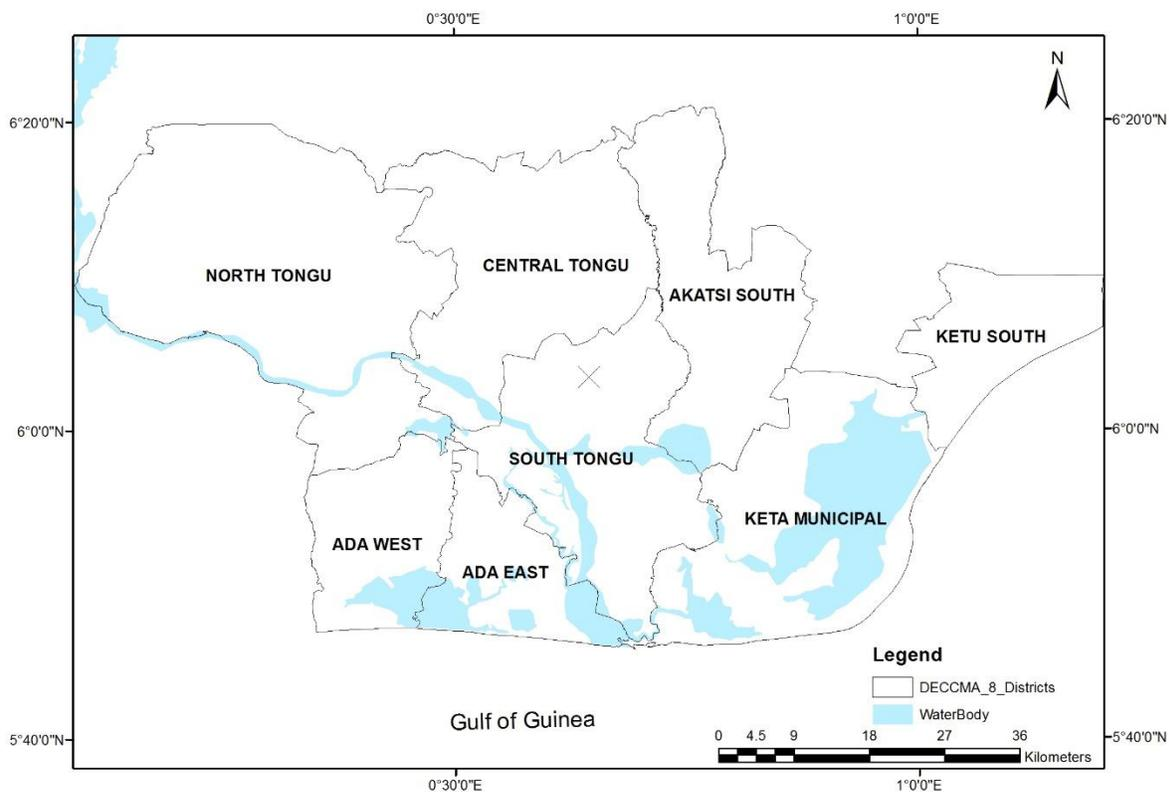 0°30'0"E 1°0'0"E
N
6°20'0"N 6°20'0"N
CENTRAL TONGU
NORTH TONGU
AKATSI SOUTH
KETU SOUTH
6°0'0"N 6°0'0"N
SOUTH TONGU
KETA MUNICIPAL
ADA WEST
ADA EAST
Legend
DECCMA_8_Districts
WaterBody
Gulf of Guinea
0 4.5 9 18 27 36
Kilometers
5°40'0"N 5°40'0"N
0°30'0"E 1°0'0"E